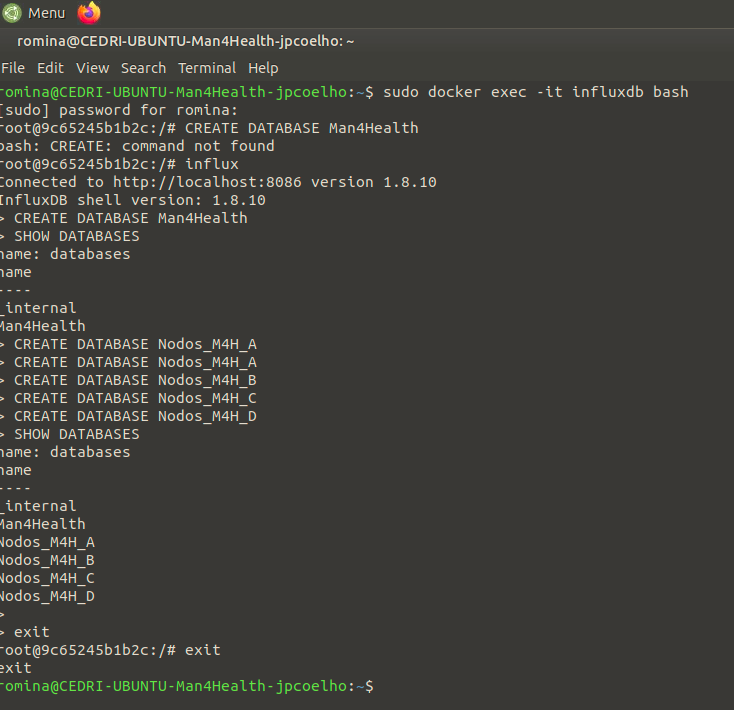 Menu
romina@CEDRI-UBUNTU-Man4Health-jpcoelho: ~
File Edit View Search Terminal Help
romina@CEDRI-UBUNTU-Man4Health-jpcoelho:~$ sudo docker exec -it influxdb bash
[sudo] password for romina:
root@9c65245b1b2c:/# CREATE DATABASE Man4Health
bash: CREATE: command not found
root@9c65245b1b2c:/# influx
Connected to http://localhost:8086 version 1.8.10
InfluxDB shell version: 1.8.10
> CREATE DATABASE Man4Health
> SHOW DATABASES
name: databases
name
----
_internal
Man4Health
> CREATE DATABASE Nodos_M4H_A
> CREATE DATABASE Nodos_M4H_A
> CREATE DATABASE Nodos_M4H_B
> CREATE DATABASE Nodos_M4H_C
> CREATE DATABASE Nodos_M4H_D
> SHOW DATABASES
name: databases
name
----
_internal
Man4Health
Nodos_M4H_A
Nodos_M4H_B
Nodos_M4H_C
Nodos_M4H_D
>
> exit
root@9c65245b1b2c:/# exit
exit
romina@CEDRI-UBUNTU-Man4Health-jpcoelho:~$